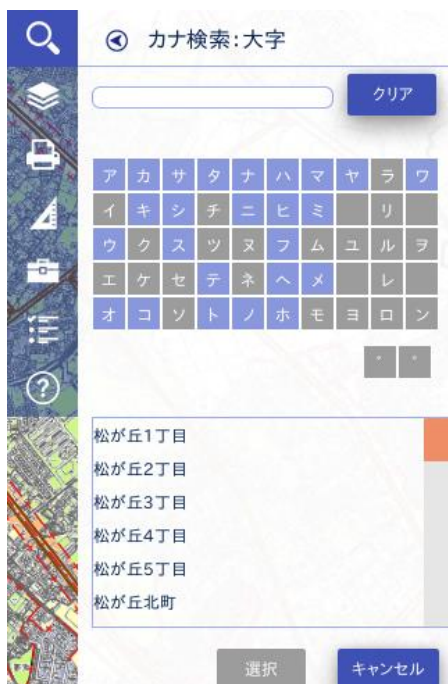 カナ検索:大字
クリア
ア カ サ タ ナ ハ マ ヤ ラ ワ
イ キ シ チ ニ ヒ ミ リ
ウ ク ス ツ ヌ フ ム ユ ル ヲ
エ ケ セ テ ネ ヘ メ レ
オ コ ソ ト ノ ホ モ ヨ ロ ン
゛ ゜
松が丘1丁目
松が丘2丁目
松が丘3丁目
松が丘4丁目
松が丘5丁目
松が丘北町
選択 キャンセル